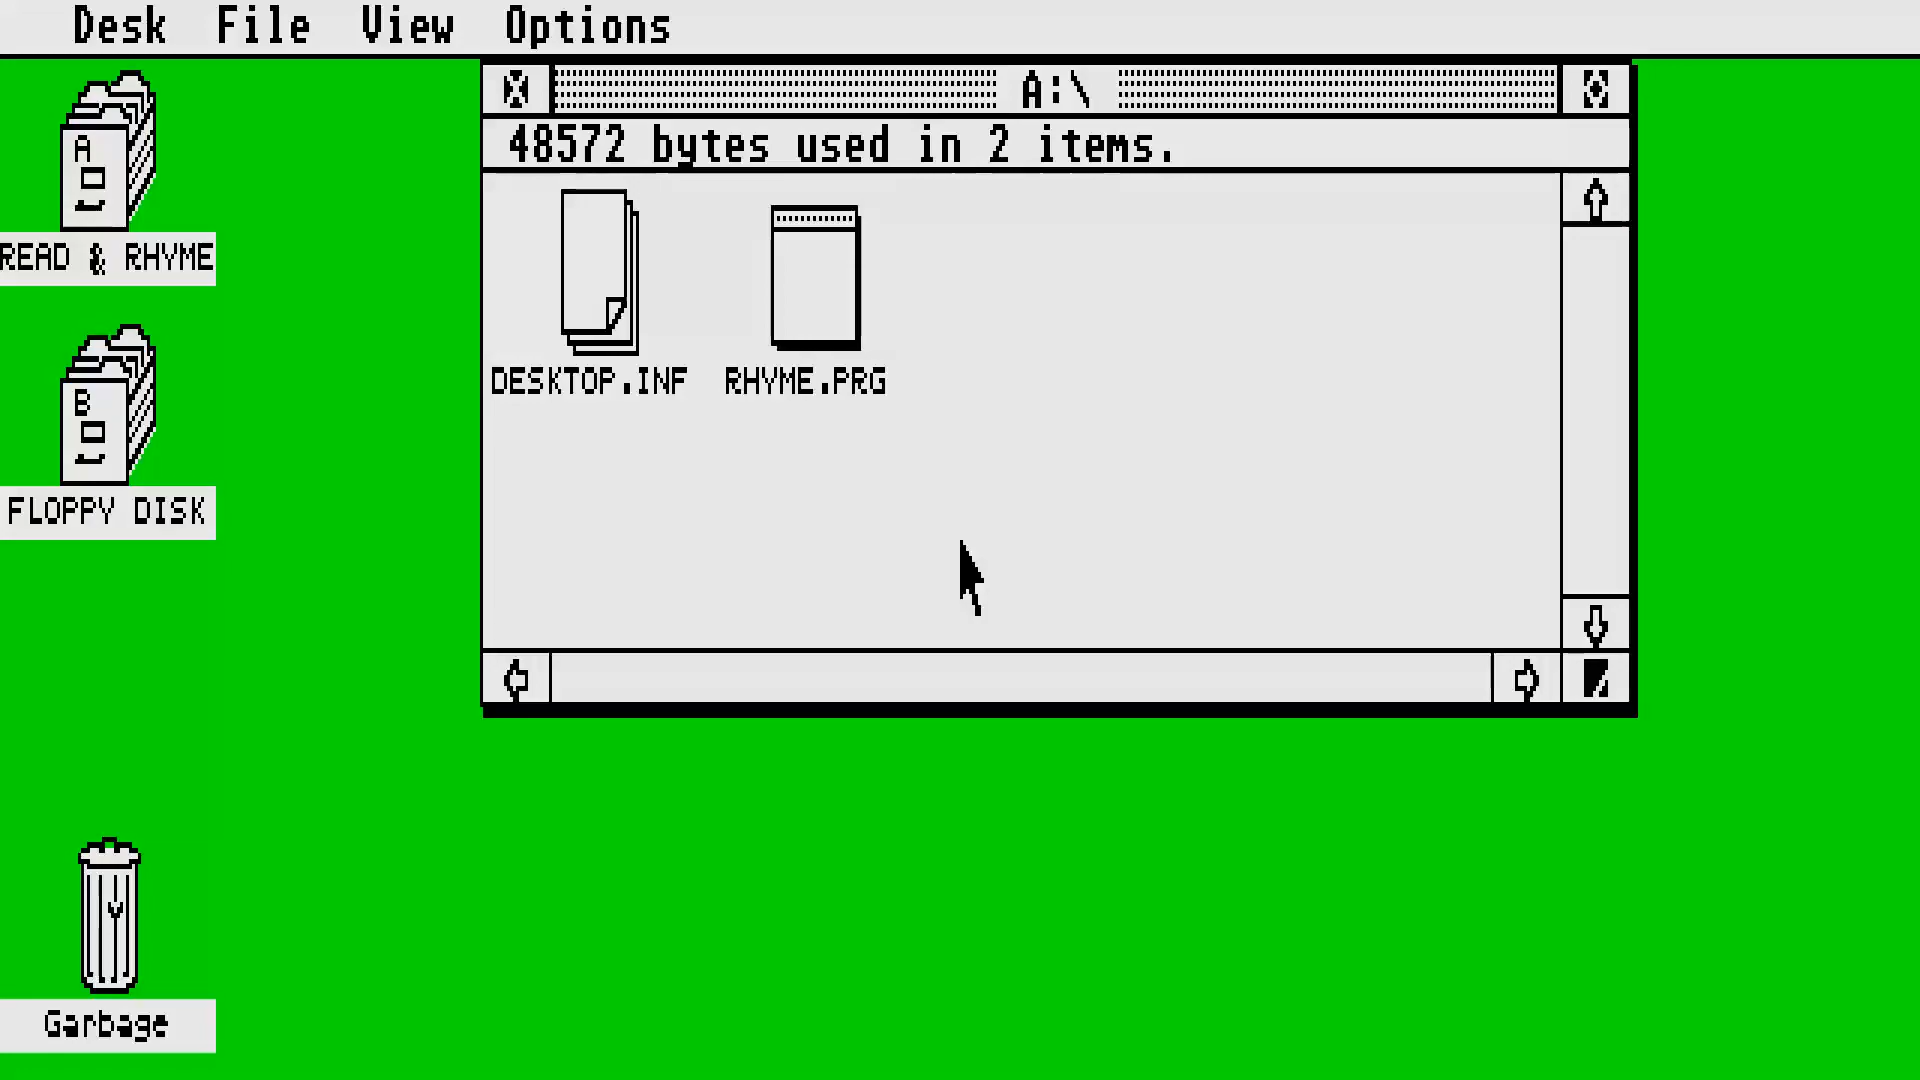 Desk File View Options
A:\
48572 bytes used in 2 items.
A
READ & RHYME
DESKTOP.INF RHYME.PRG
B
FLOPPY DISK
Garbage